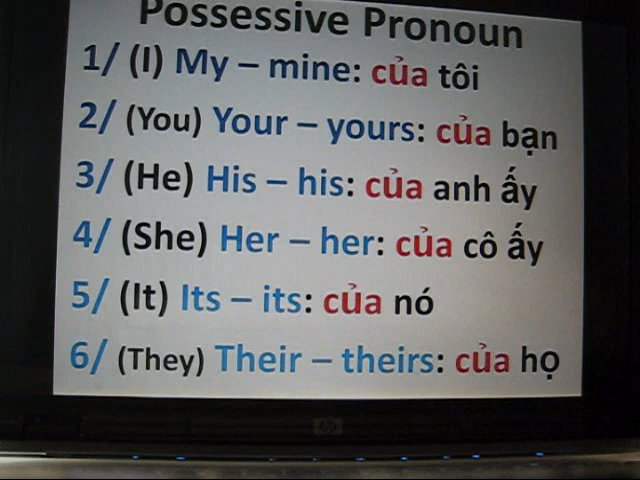 Possessive Pronoun
1/ (I) My – mine: của tôi
2/ (You) Your – yours: của bạn
3/ (He) His – his: của anh ấy
4/ (She) Her – her: của cô ấy
5/ (It) Its – its: của nó
6/ (They) Their – theirs: của họ
hp